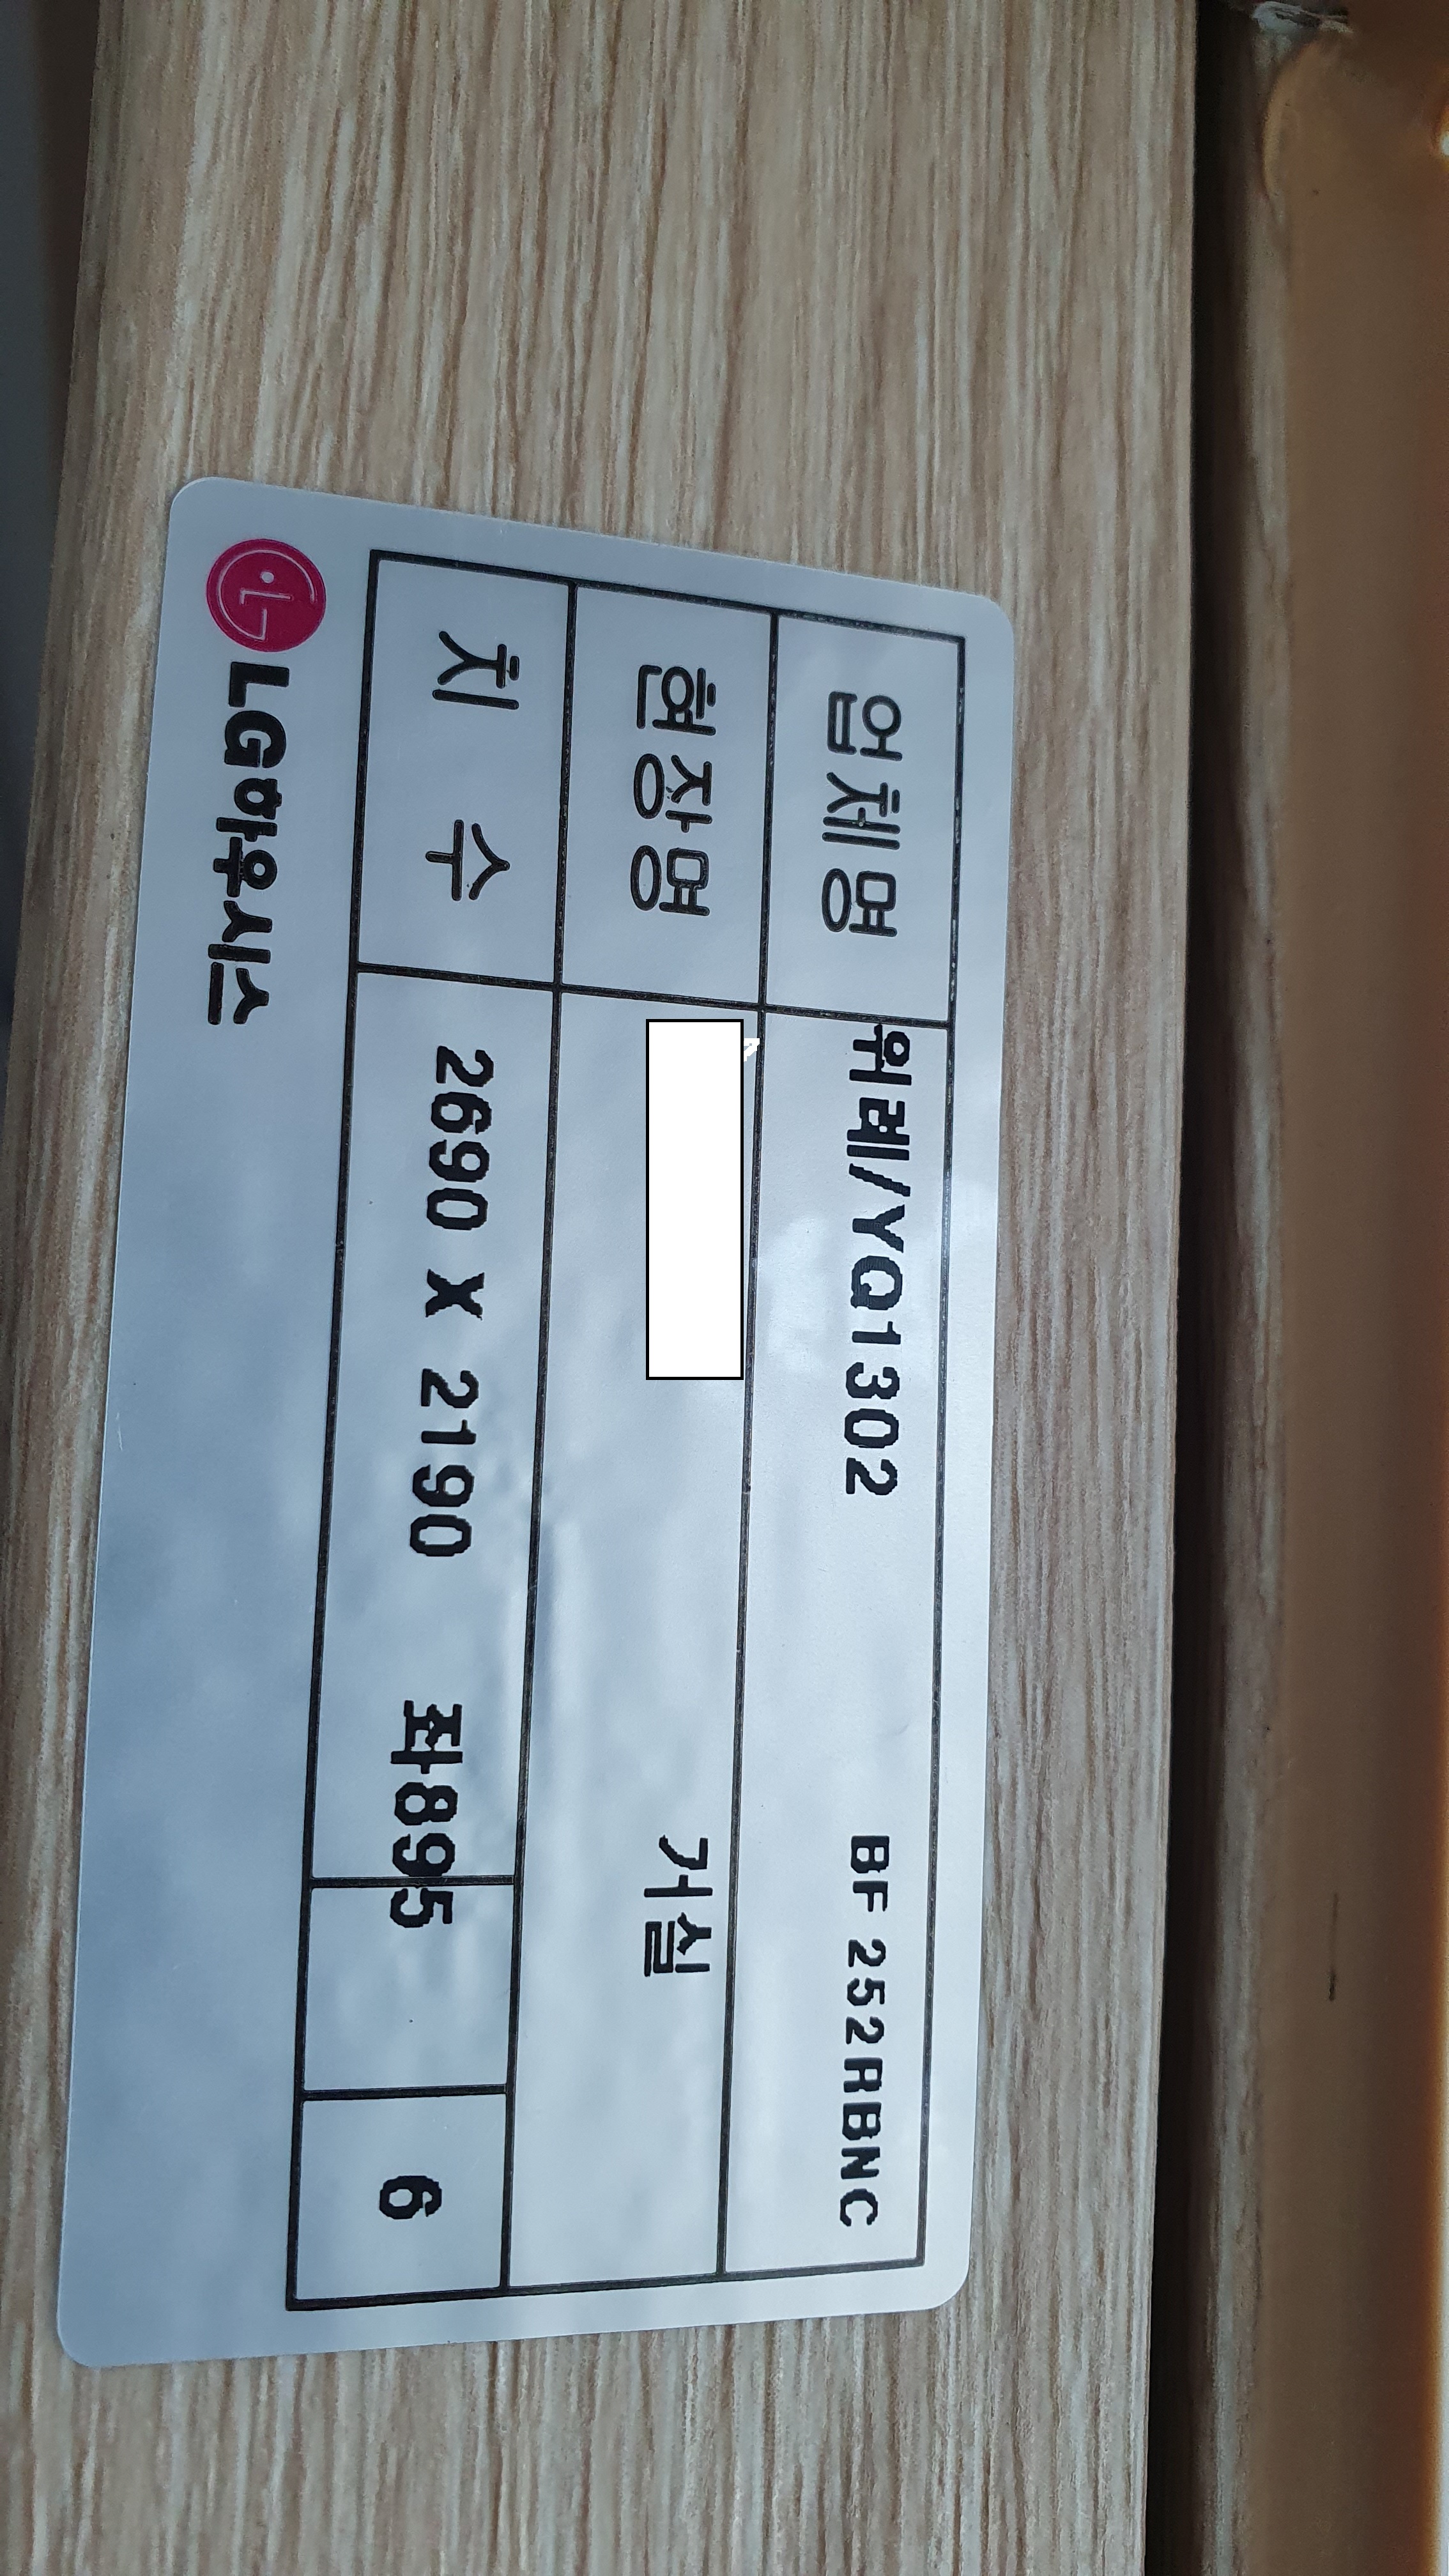 업체명 위례/YQ1302 BF 252RBNC
현장명 거실
치 수 2690 X 2190 좌895 6
LG하우시스